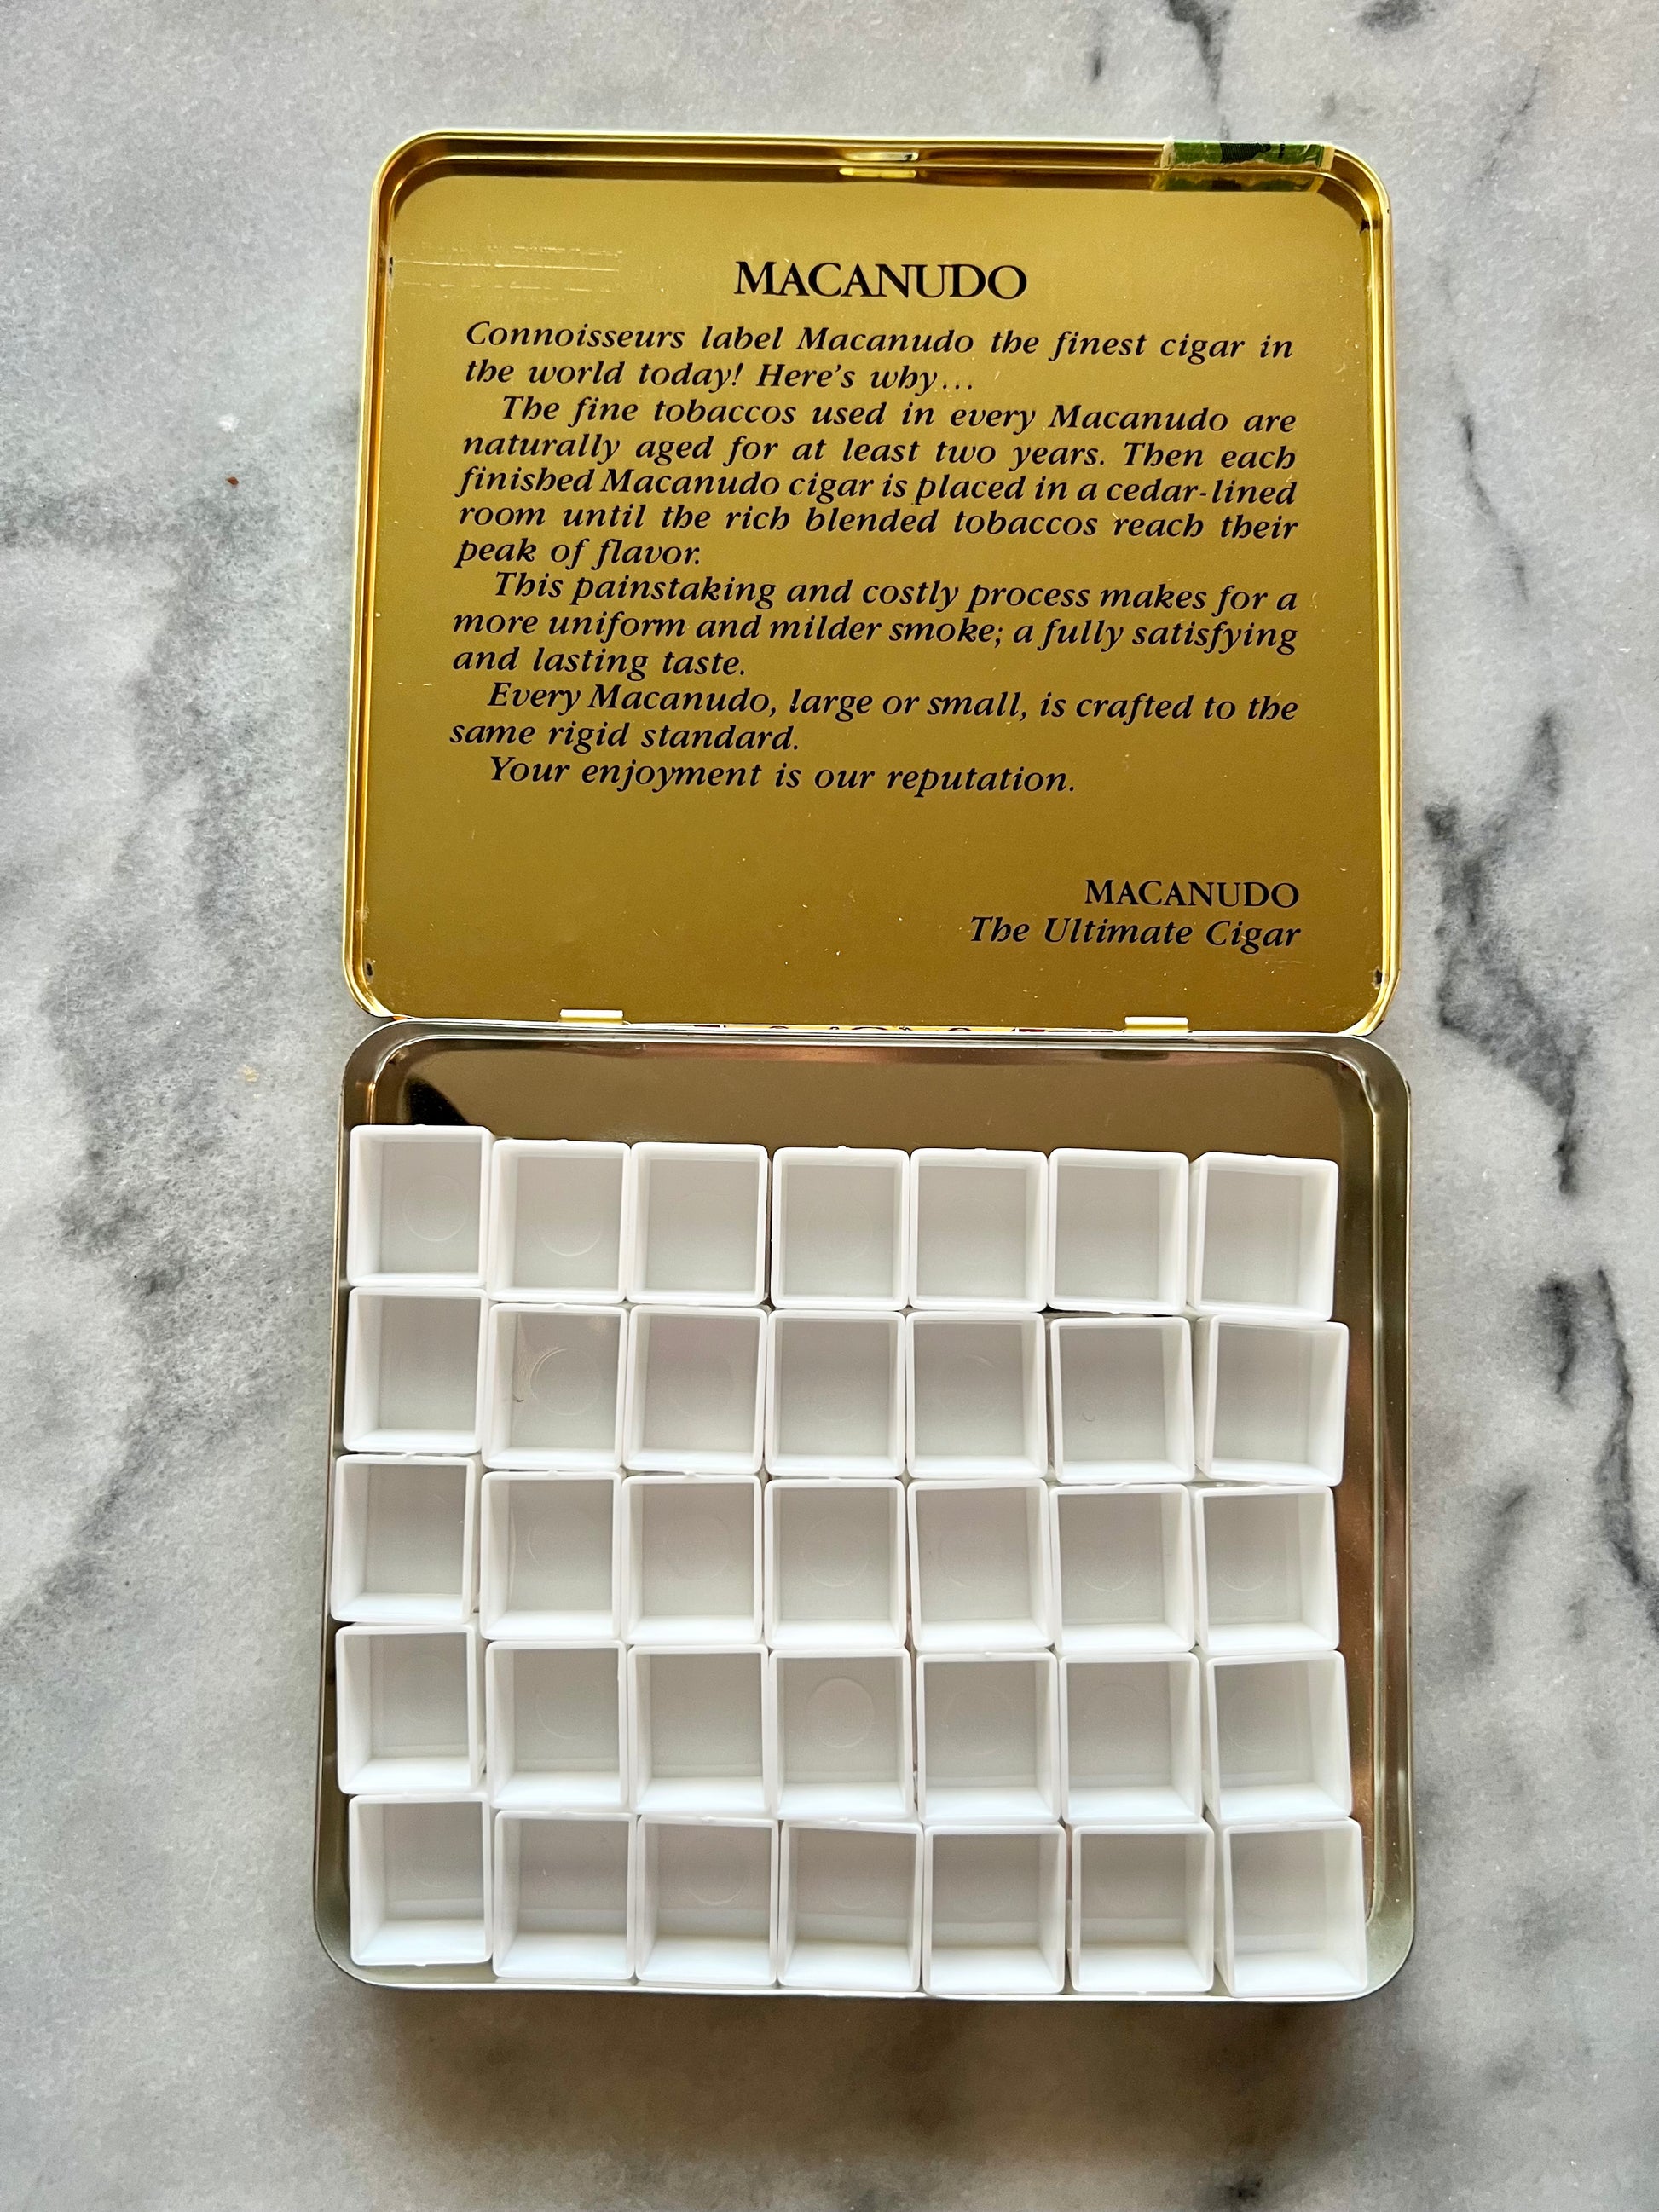 MACANUDO
Connoisseurs label Macanudo the finest cigar in
the world today! Here's why...
The fine tobaccos used in every Macanudo are
naturally aged for at least two years. Then each
finished Macanudo cigar is placed in a cedar-lined
room until the rich blended tobaccos reach their
peak of flavor.
This painstaking and costly process makes for a
more uniform and milder smoke; a fully satisfying
and lasting taste.
Every Macanudo, large or small, is crafted to the
same rigid standard.
Your enjoyment is our reputation.
MACANUDO
The Ultimate Cigar